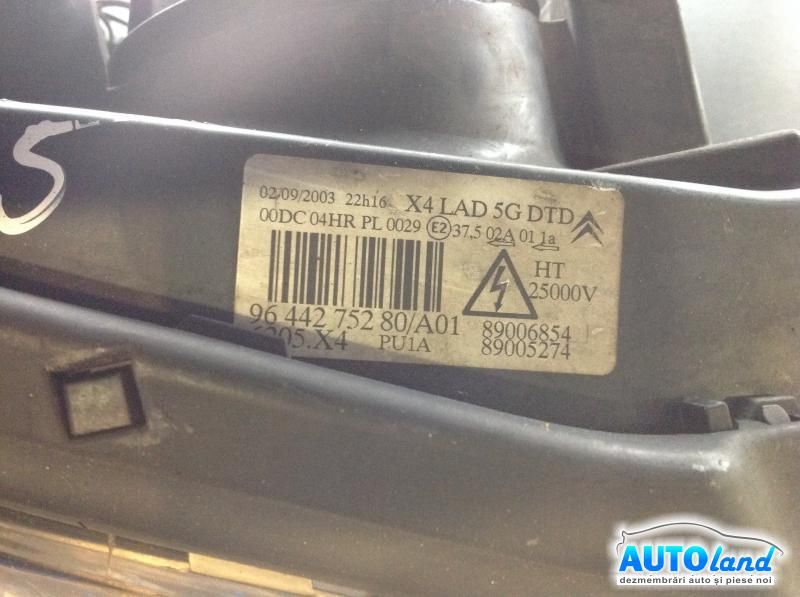 5
02/09/2003 22h16 X4 LAD 5G DTD
00DC 04HR PL 0029 E2 37,5 02A 01 1a
HT
25000V
96 442 752 80/A01 89006854
6205.X4 PU1A 89005274
AUTOland
dezmembrări auto și piese noi